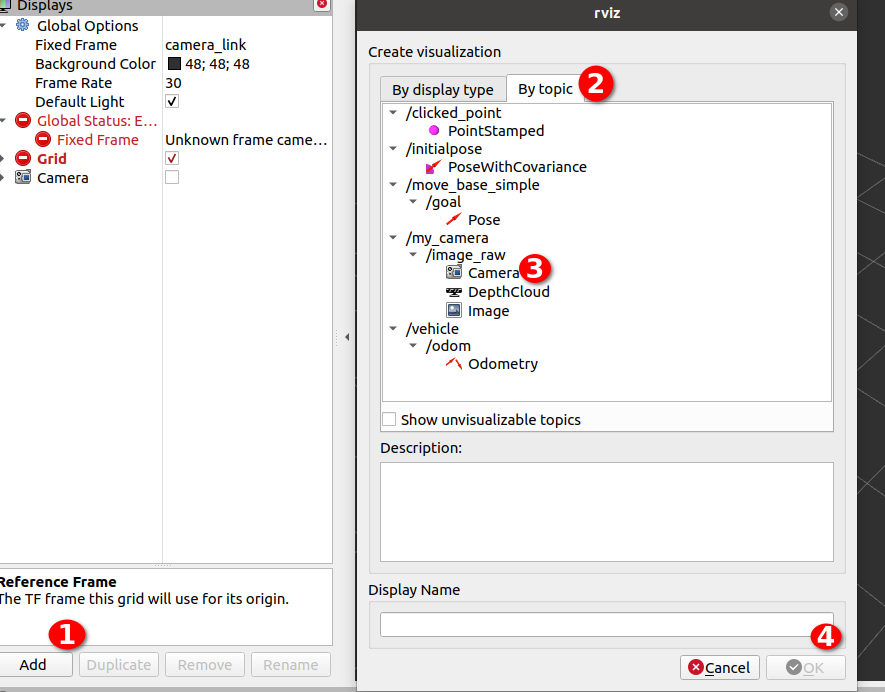 Displays
Global Options
Fixed Frame camera_link
Background Color 48; 48; 48
Frame Rate 30
Default Light
Global Status: E...
Fixed Frame Unknown frame came...
Grid
Camera
Reference Frame
The TF frame this grid will use for its origin.
1
Add Duplicate Remove Rename
rviz
Create visualization
By display type By topic 2
/clicked_point
PointStamped
/initialpose
PoseWithCovariance
/move_base_simple
/goal
Pose
/my_camera
/image_raw
Camera 3
DepthCloud
Image
/vehicle
/odom
Odometry
Show unvisualizable topics
Description:
Display Name
4
Cancel OK